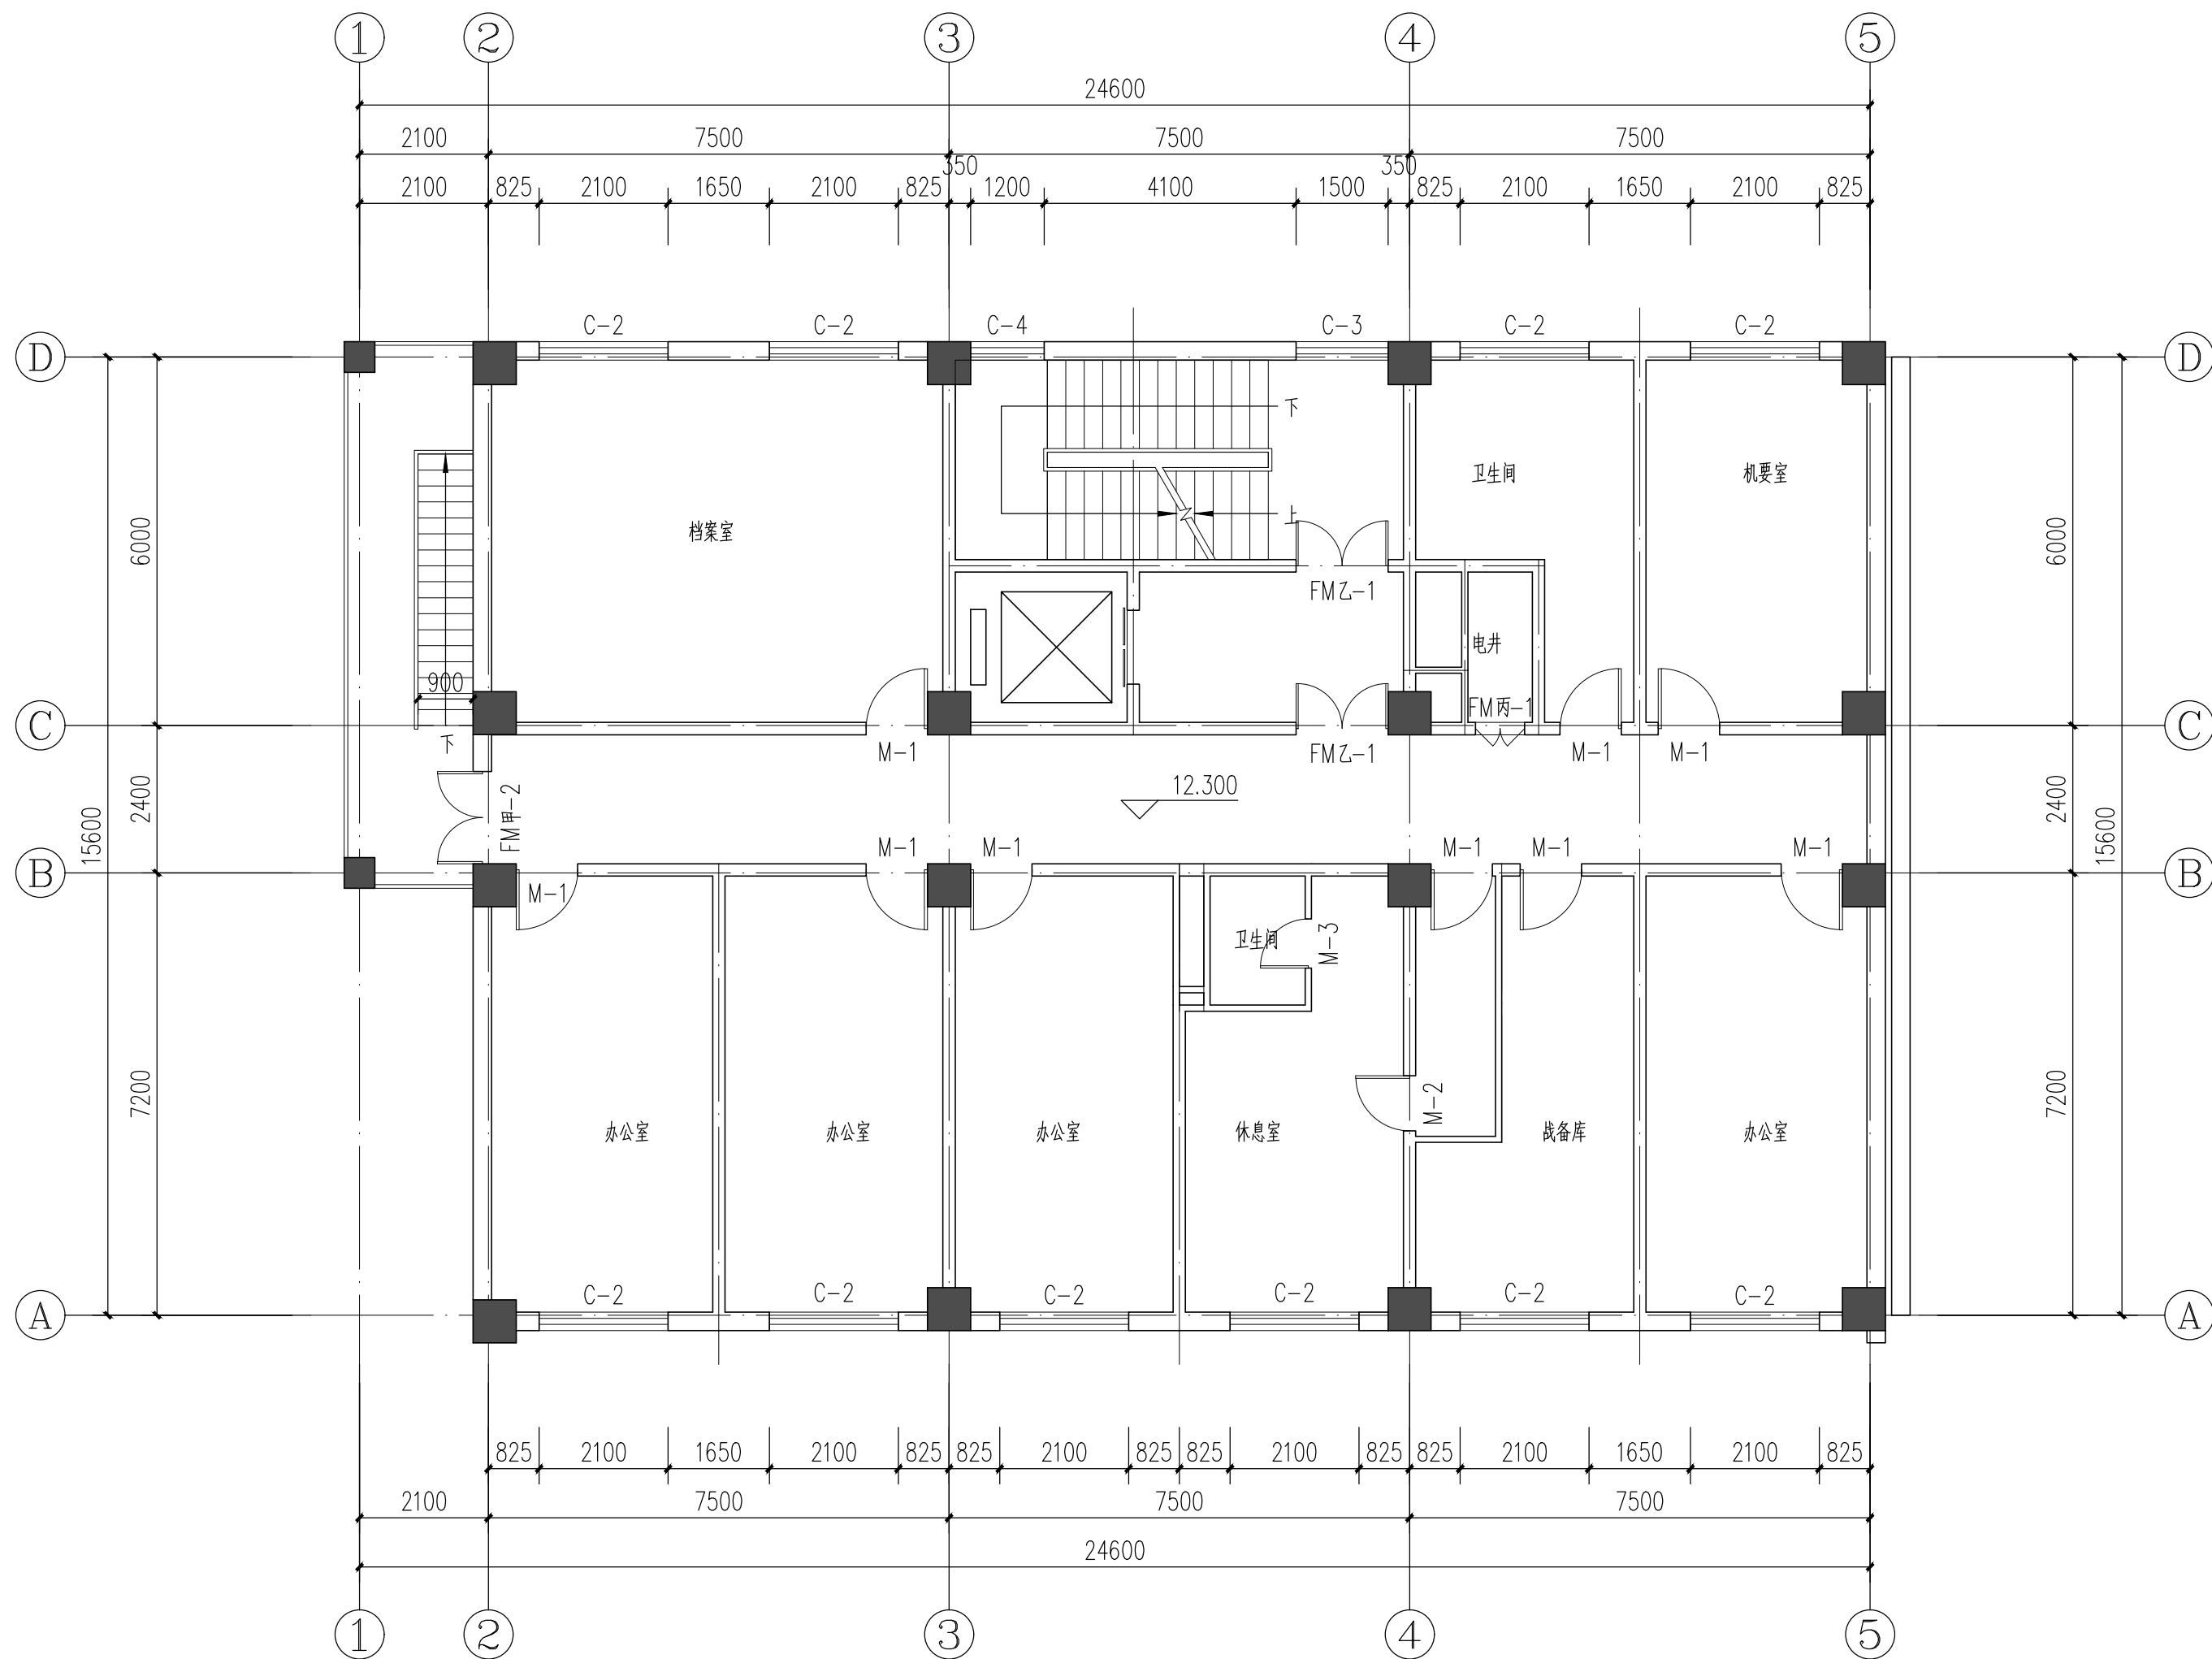 1 2 3 4 5
24600
2100 7500 7500 7500
350 350
2100 825 2100 1650 2100 825 1200 4100 1500 825 2100 1650 2100 825
C-2 C-2 C-4 C-3 C-2 C-2
D D
下
卫生间 机要室
档案室
上
6000 6000
FM乙-1
电井
900
FM丙-1
C C
下
M-1 FM乙-1 M-1 M-1
12.300
2400 2400
15600 15600
FM甲-2
M-1 M-1 M-1 M-1 M-1
B B
M-1
卫生间 M-3
7200 7200
M-2
办公室 办公室 办公室 休息室 战备库 办公室
C-2 C-2 C-2 C-2 C-2 C-2
A A
825 2100 1650 2100 825 825 2100 825 825 2100 825 825 2100 1650 2100 825
2100 7500 7500 7500
24600
1 2 3 4 5